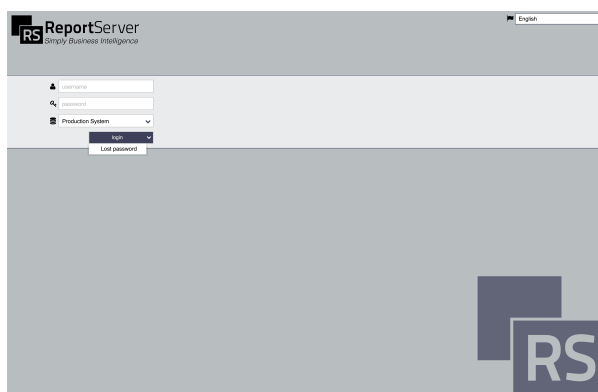 RS ReportServer
Simply Business Intelligence
English
username
password
Production System
login
Lost password
RS